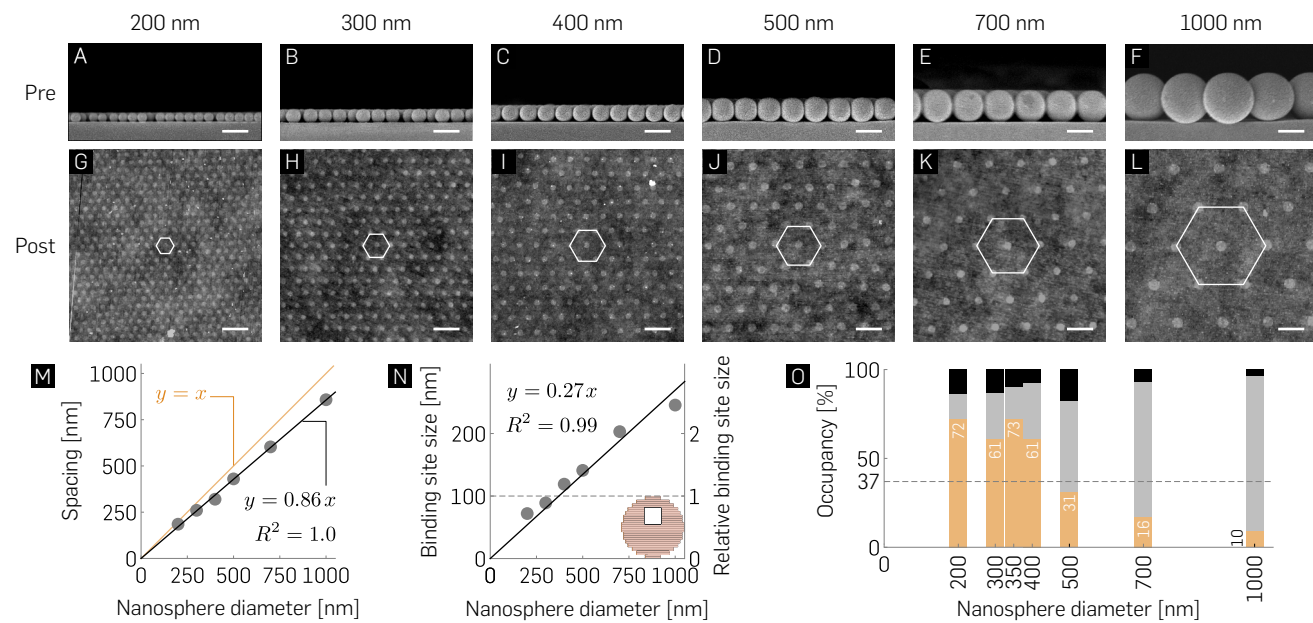 200 nm
300 nm
400 nm
500 nm
700 nm
1000 nm
Pre
A
B
C
D
E
F
Post
G
H
I
J
K
L
M
Spacing [nm]
1000
750
500
250
0
y = x
y = 0.86x
R² = 1.0
0
250
500
750
1000
Nanosphere diameter [nm]
N
Binding site size [nm]
200
100
0
y = 0.27x
R² = 0.99
2
1
0
Relative binding site size
0
250
500
750
1000
Nanosphere diameter [nm]
O
Occupancy [%]
100
50
37
0
72
61
73
61
31
16
10
0
200
300
350
400
500
700
1000
Nanosphere diameter [nm]